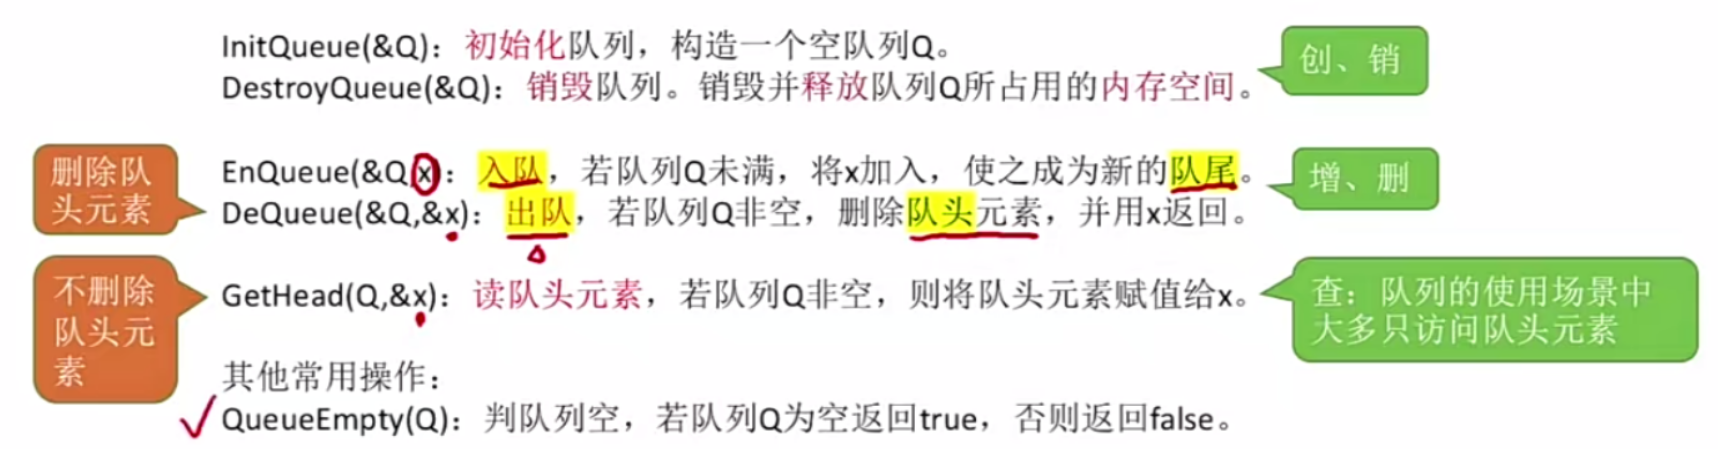 InitQueue(&Q)：初始化队列，构造一个空队列Q。
DestroyQueue(&Q)：销毁队列。销毁并释放队列Q所占用的内存空间。
创、销
删除队
头元素
EnQueue(&Q,x)：入队，若队列Q未满，将x加入，使之成为新的队尾。
DeQueue(&Q,&x)：出队，若队列Q非空，删除队头元素，并用x返回。
增、删
不删除
队头元
素
GetHead(Q,&x)：读队头元素，若队列Q非空，则将队头元素赋值给x。
查：队列的使用场景中
大多只访问队头元素
其他常用操作：
QueueEmpty(Q)：判队列空，若队列Q为空返回true，否则返回false。